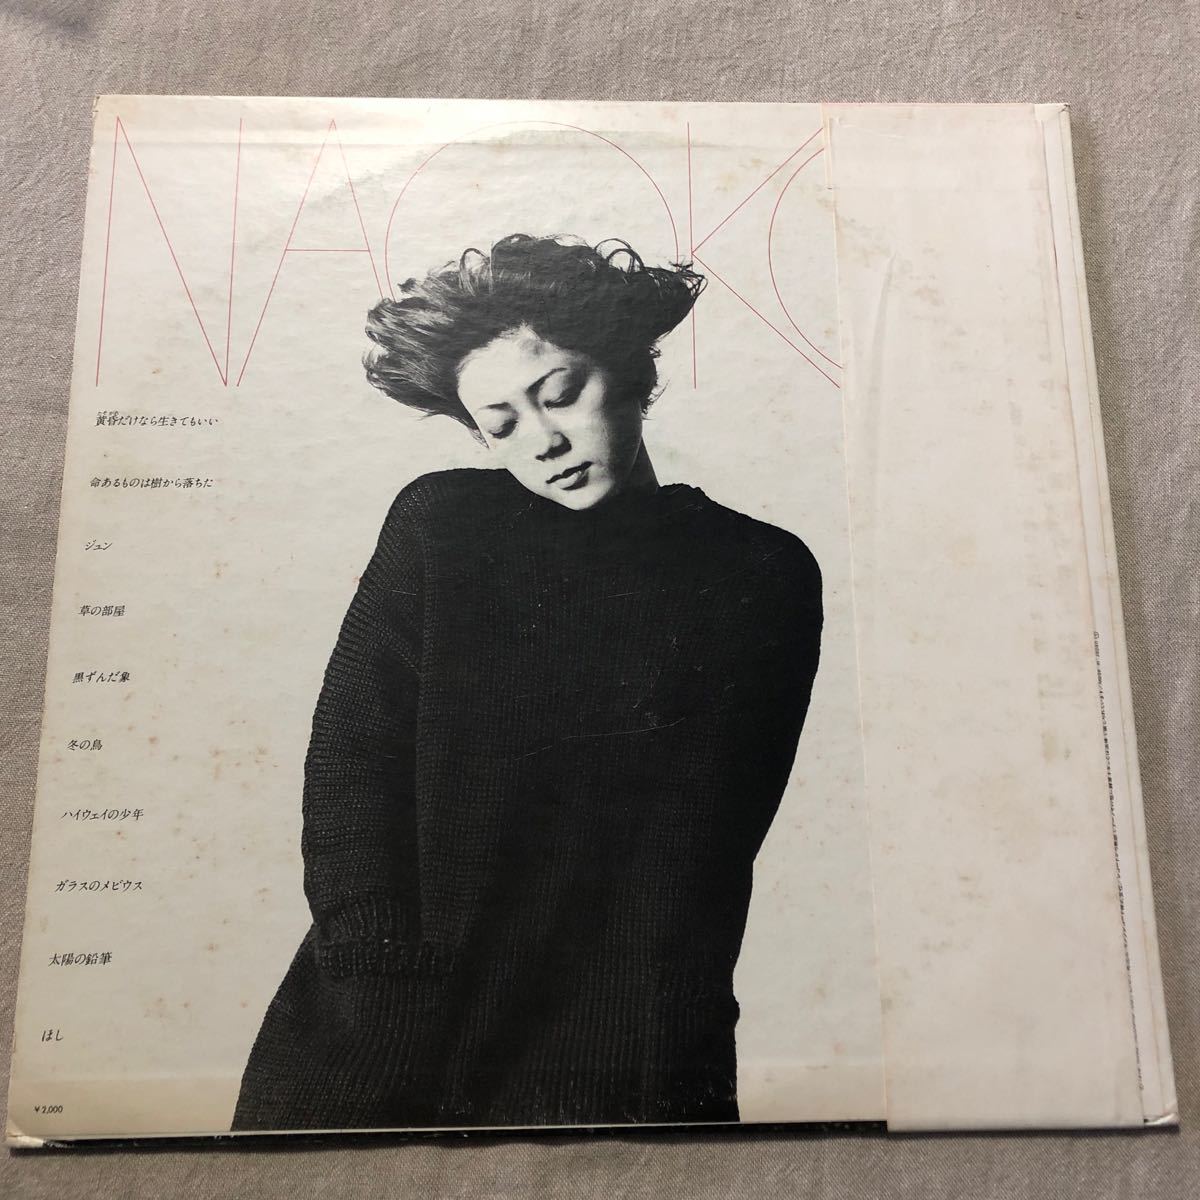 NAOKO
黄昏だけなら生きてもいい
命あるものは樹から落ちた
ジュン
草の部屋
黒ずんだ象
冬の鳥
ハイウェイの少年
ガラスのメビウス
太陽の鉛筆
ほし
￥2,000